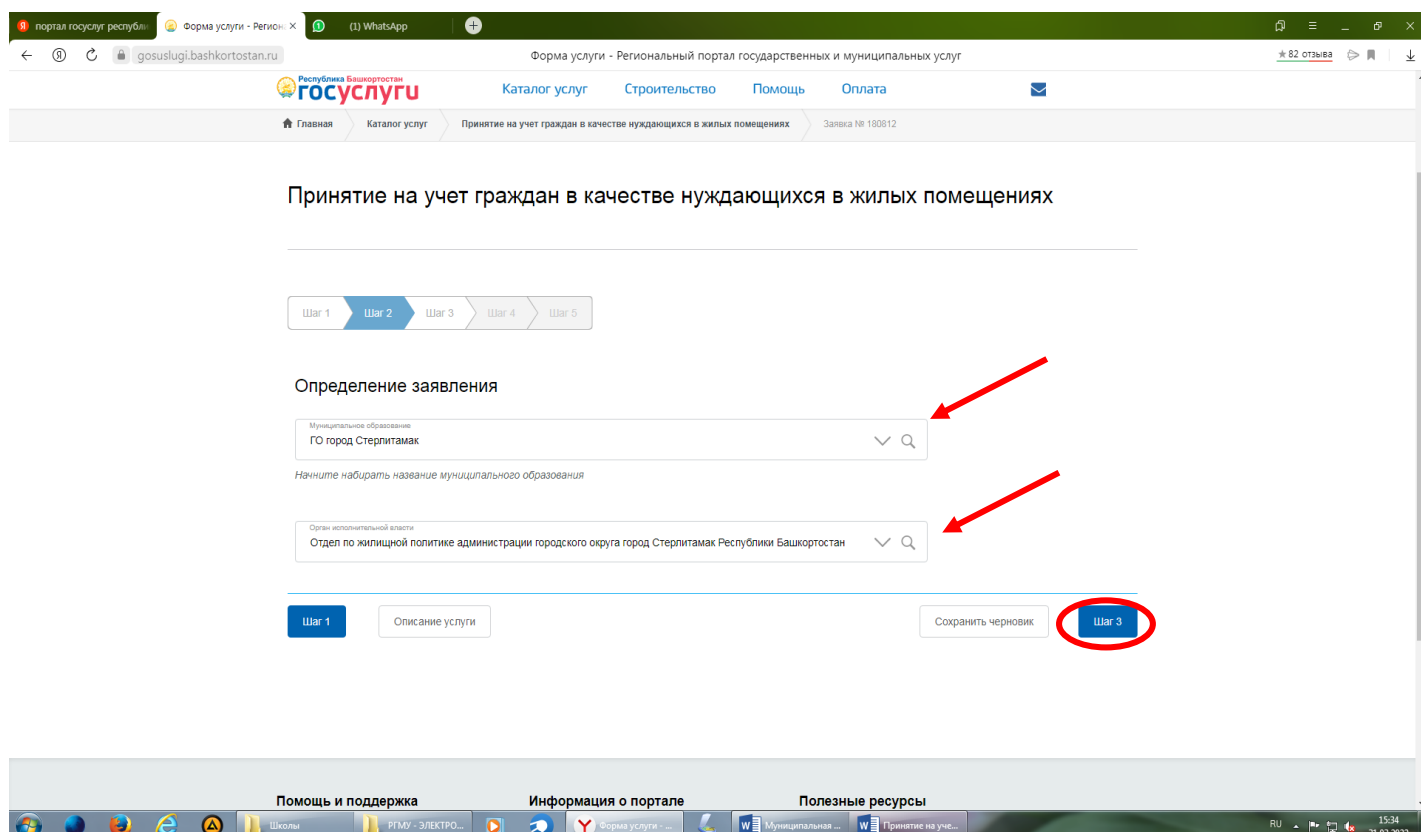 портал госуслуг республи
Форма услуги - Регион
(1) WhatsApp
gosuslugi.bashkortostan.ru
Форма услуги - Региональный портал государственных и муниципальных услуг
★ 82 отзыва
Республика Башкортостан
госуслуги
Каталог услуг
Строительство
Помощь
Оплата
Главная
Каталог услуг
Принятие на учет граждан в качестве нуждающихся в жилых помещениях
Заявка № 180812
Принятие на учет граждан в качестве нуждающихся в жилых помещениях
Шаг 1
Шаг 2
Шаг 3
Шаг 4
Шаг 5
Определение заявления
Муниципальное образование
ГО город Стерлитамак
Начните набирать название муниципального образования
Орган исполнительной власти
Отдел по жилищной политике администрации городского округа город Стерлитамак Республики Башкортостан
Шаг 1
Описание услуги
Сохранить черновик
Шаг 3
Помощь и поддержка
Информация о портале
Полезные ресурсы
Школы
РГМУ - ЭЛЕКТРО...
Форма услуги - ...
Муниципальная ...
Принятие на уче...
RU
15:34